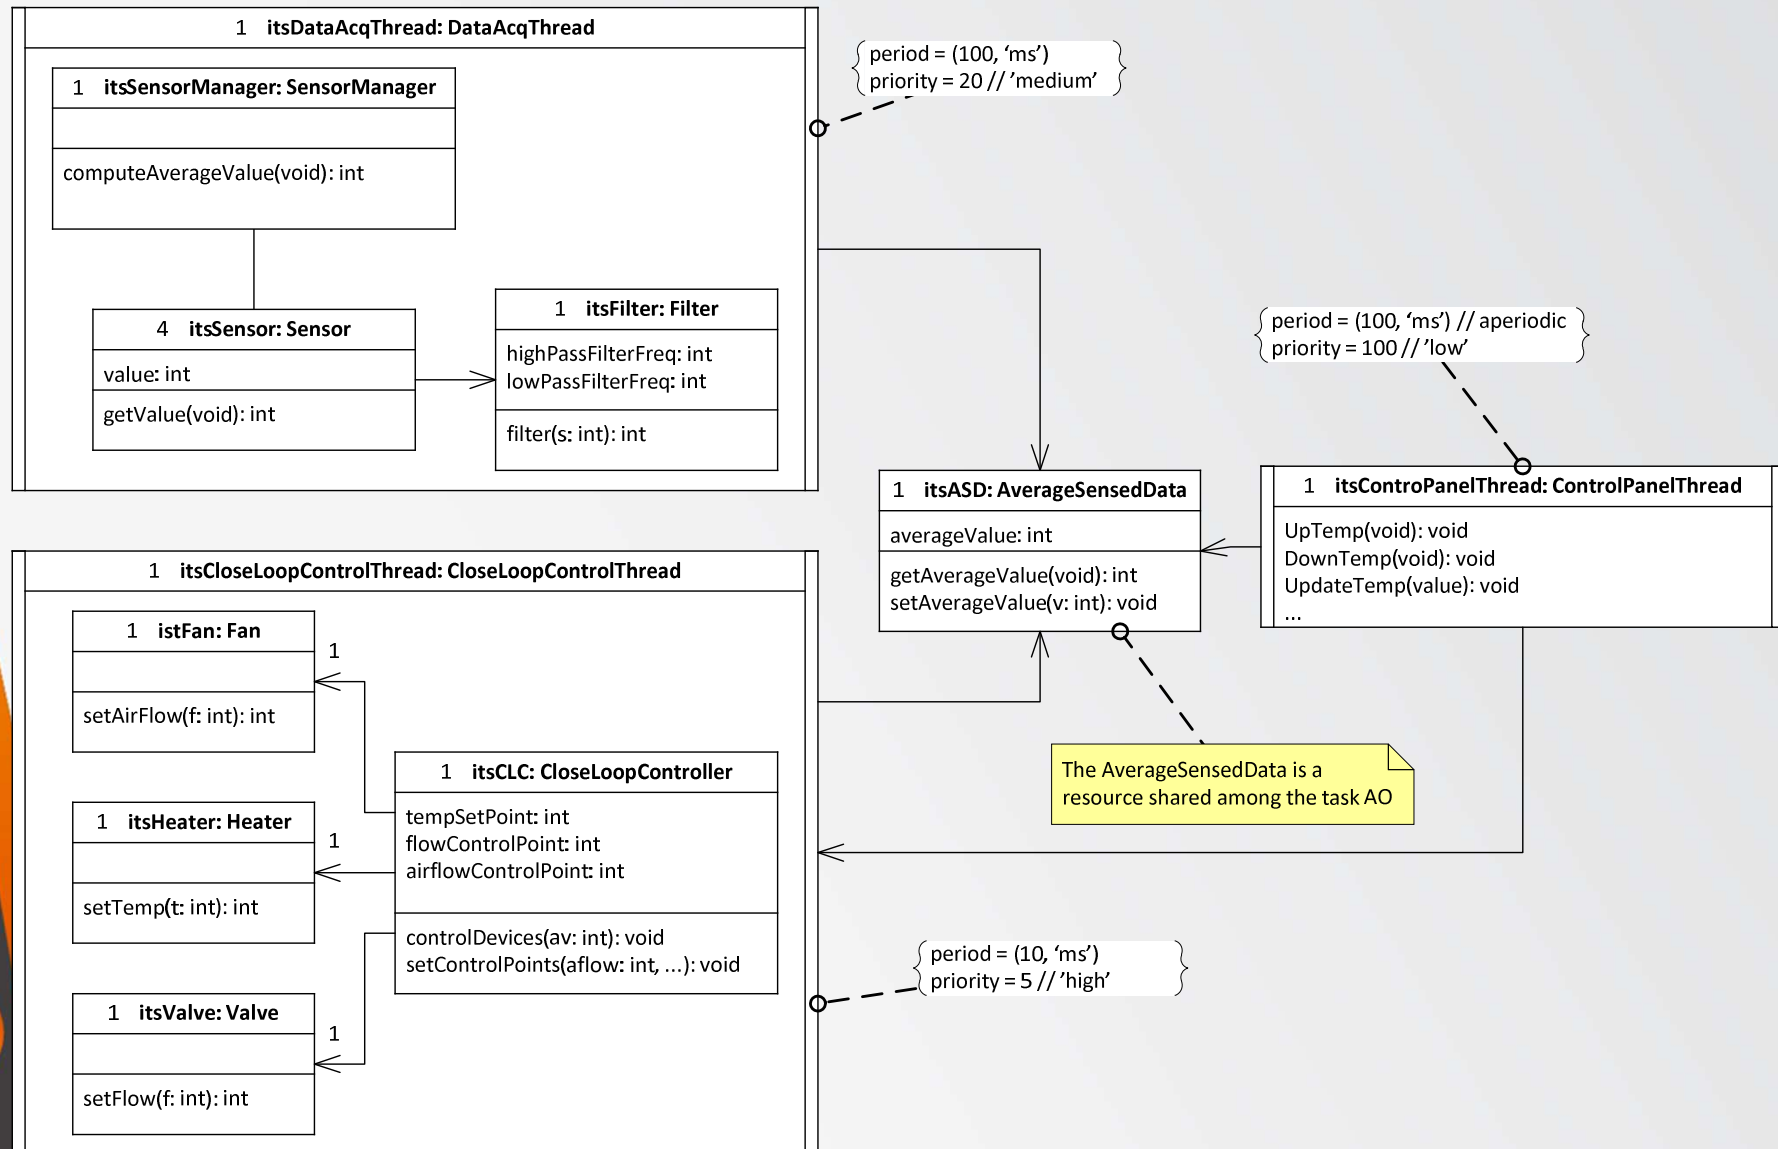 1 itsDataAcqThread: DataAcqThread
1 itsSensorManager: SensorManager
computeAverageValue(void): int
4 itsSensor: Sensor
value: int
getValue(void): int
1 itsFilter: Filter
highPassFilterFreq: int
lowPassFilterFreq: int
filter(s: int): int
period = (100, ‘ms’)
priority = 20 // ’medium’
period = (100, ‘ms’) // aperiodic
priority = 100 // ’low’
1 itsASD: AverageSensedData
averageValue: int
getAverageValue(void): int
setAverageValue(v: int): void
1 itsControPanelThread: ControlPanelThread
UpTemp(void): void
DownTemp(void): void
UpdateTemp(value): void
...
The AverageSensedData is a
resource shared among the task AO
1 itsCloseLoopControlThread: CloseLoopControlThread
1 istFan: Fan
setAirFlow(f: int): int
1
1 itsHeater: Heater
setTemp(t: int): int
1
1 itsValve: Valve
setFlow(f: int): int
1
1 itsCLC: CloseLoopController
tempSetPoint: int
flowControlPoint: int
airflowControlPoint: int
controlDevices(av: int): void
setControlPoints(aflow: int, ...): void
period = (10, ‘ms’)
priority = 5 // ’high’